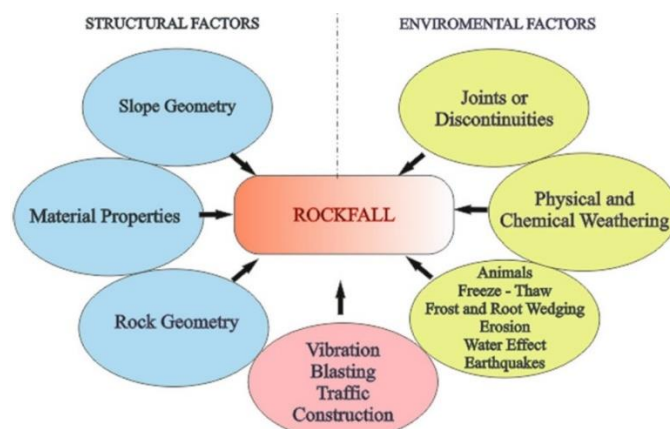 STRUCTURAL FACTORS
ENVIROMENTAL FACTORS
Slope Geometry
Joints or
Discontinuities
Material Properties
ROCKFALL
Physical and
Chemical Weathering
Rock Geometry
Animals
Freeze - Thaw
Frost and Root Wedging
Erosion
Water Effect
Earthquakes
Vibration
Blasting
Traffic
Construction